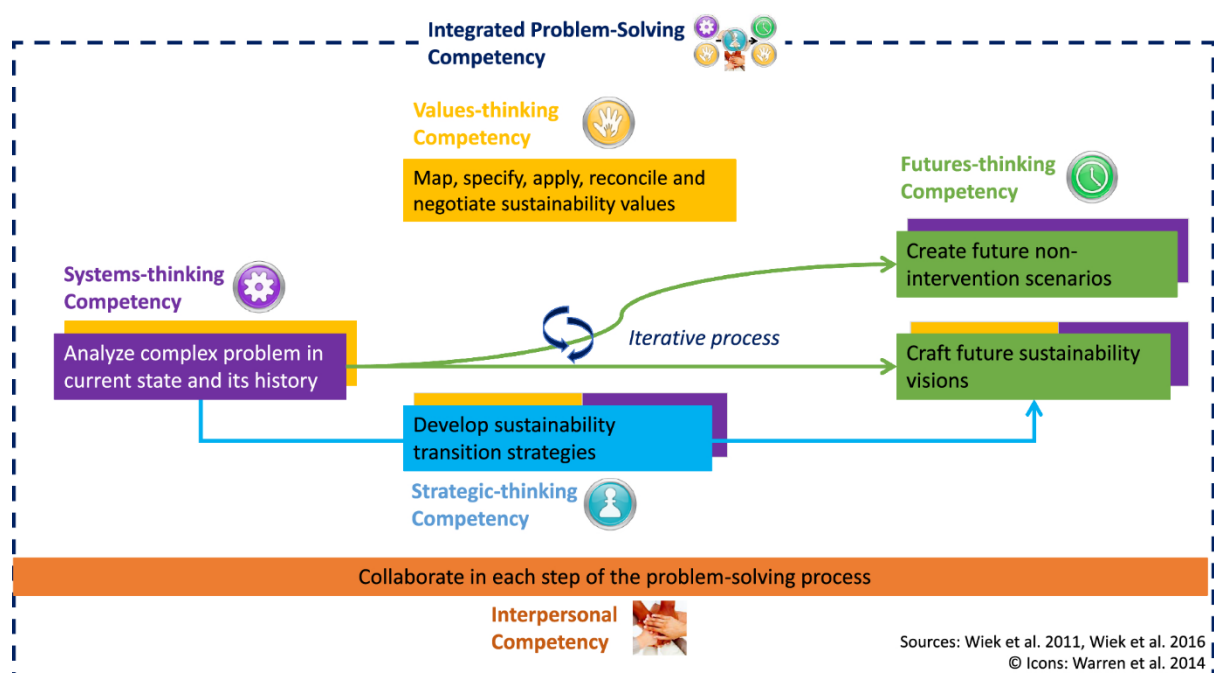 Integrated Problem-Solving
Competency
Values-thinking
Competency
Map, specify, apply, reconcile and
negotiate sustainability values
Futures-thinking
Competency
Create future non-
intervention scenarios
Systems-thinking
Competency
Analyze complex problem in
current state and its history
Iterative process
Craft future sustainability
visions
Develop sustainability
transition strategies
Strategic-thinking
Competency
Collaborate in each step of the problem-solving process
Interpersonal
Competency
Sources: Wiek et al. 2011, Wiek et al. 2016
© Icons: Warren et al. 2014